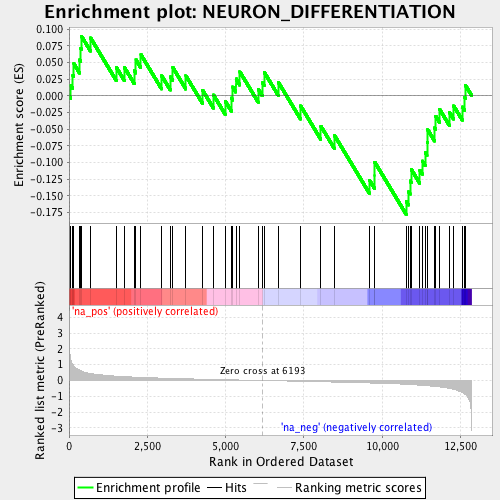 Enrichment plot: NEURON_DIFFERENTIATION
Enrichment score (ES)
0.100
0.075
0.050
0.025
0.000
-0.025
-0.050
-0.075
-0.100
-0.125
-0.150
-0.175
'na_pos' (positively correlated)
Ranked list metric (PreRanked)
4
3
2
1
0
-1
-2
-3
Zero cross at 6193
'na_neg' (negatively correlated)
0 2,500 5,000 7,500 10,000 12,500
Rank in Ordered Dataset
Enrichment profile Hits Ranking metric scores